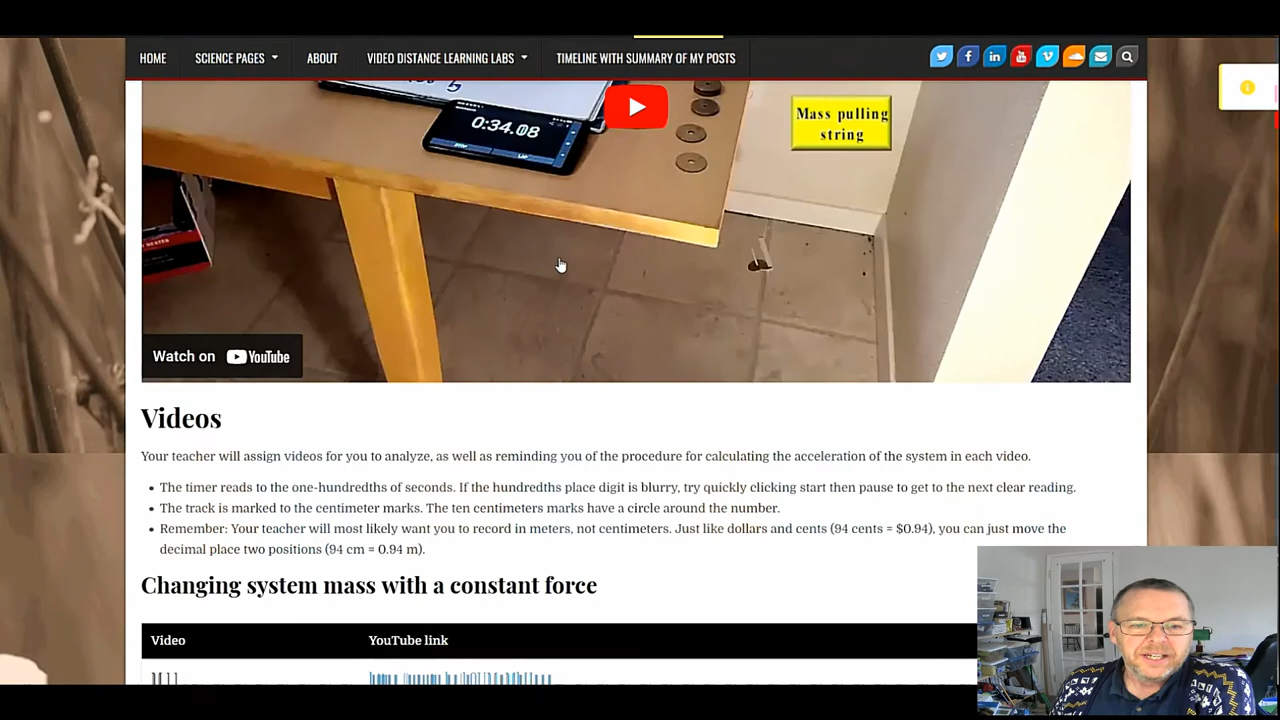 HOME SCIENCE PAGES ABOUT VIDEO DISTANCE LEARNING LABS TIMELINE WITH SUMMARY OF MY POSTS
0:34.08
Mass pulling
string
Watch on YouTube
Videos
Your teacher will assign videos for you to analyze, as well as reminding you of the procedure for calculating the acceleration of the system in each video.
• The timer reads to the one-hundredths of seconds. If the hundredths place digit is blurry, try quickly clicking start then pause to get to the next clear reading.
• The track is marked to the centimeter marks. The ten centimeters marks have a circle around the number.
• Remember: Your teacher will most likely want you to record in meters, not centimeters. Just like dollars and cents (94 cents = $0.94), you can just move the
decimal place two positions (94 cm = 0.94 m).
Changing system mass with a constant force
Video YouTube link